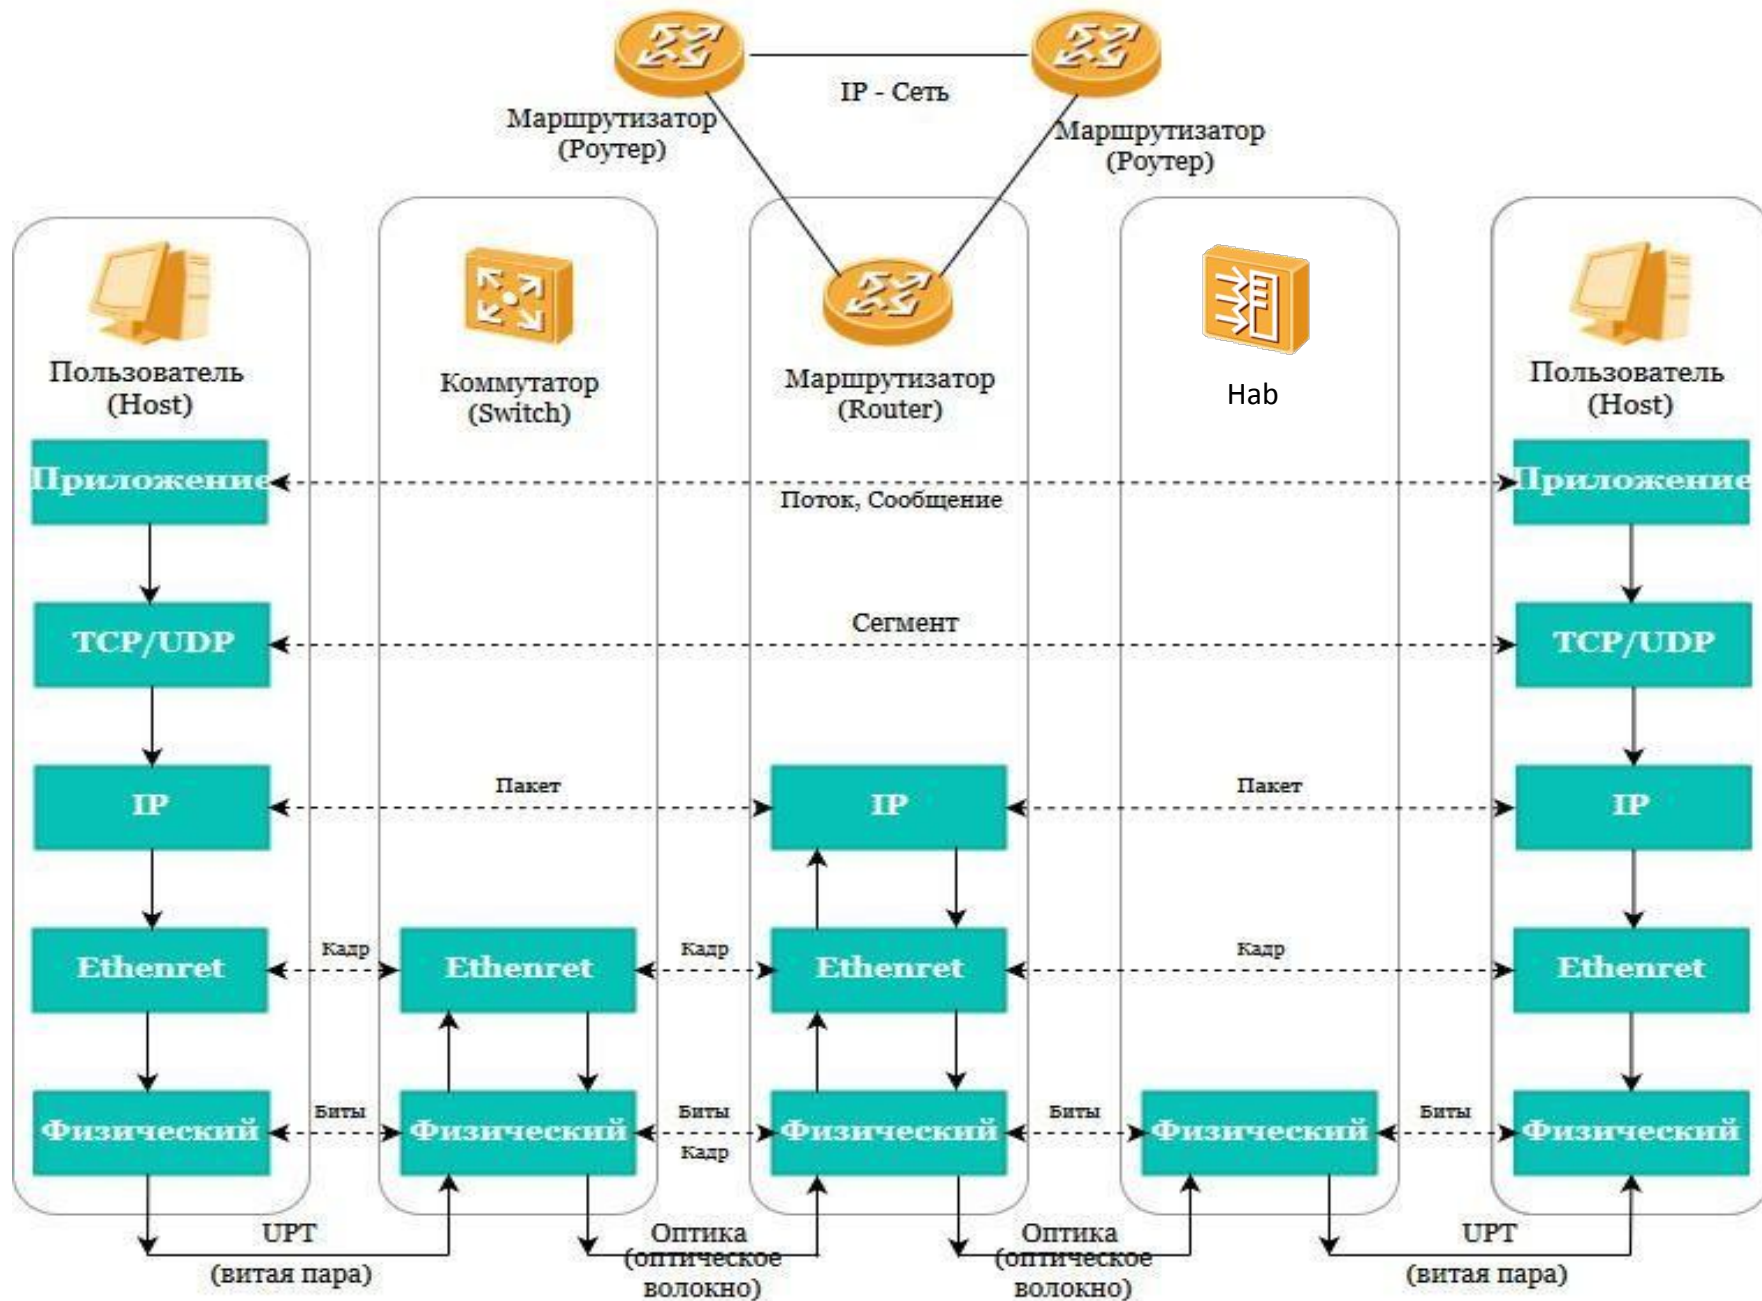 IP - Сеть
Маршрутизатор
(Роутер)
Маршрутизатор
(Роутер)
Пользователь
(Host)
Коммутатор
(Switch)
Маршрутизатор
(Router)
Hab
Пользователь
(Host)
Приложение
Поток, Сообщение
Приложение
TCP/UDP
Сегмент
TCP/UDP
IP
Пакет
IP
Пакет
IP
Ethenret
Кадр
Ethenret
Кадр
Ethenret
Кадр
Ethenret
Физический
Биты
Физический
Биты
Кадр
Физический
Биты
Физический
Биты
Физический
UPT
(витая пара)
Оптика
(оптическое
волокно)
Оптика
(оптическое
волокно)
UPT
(витая пара)